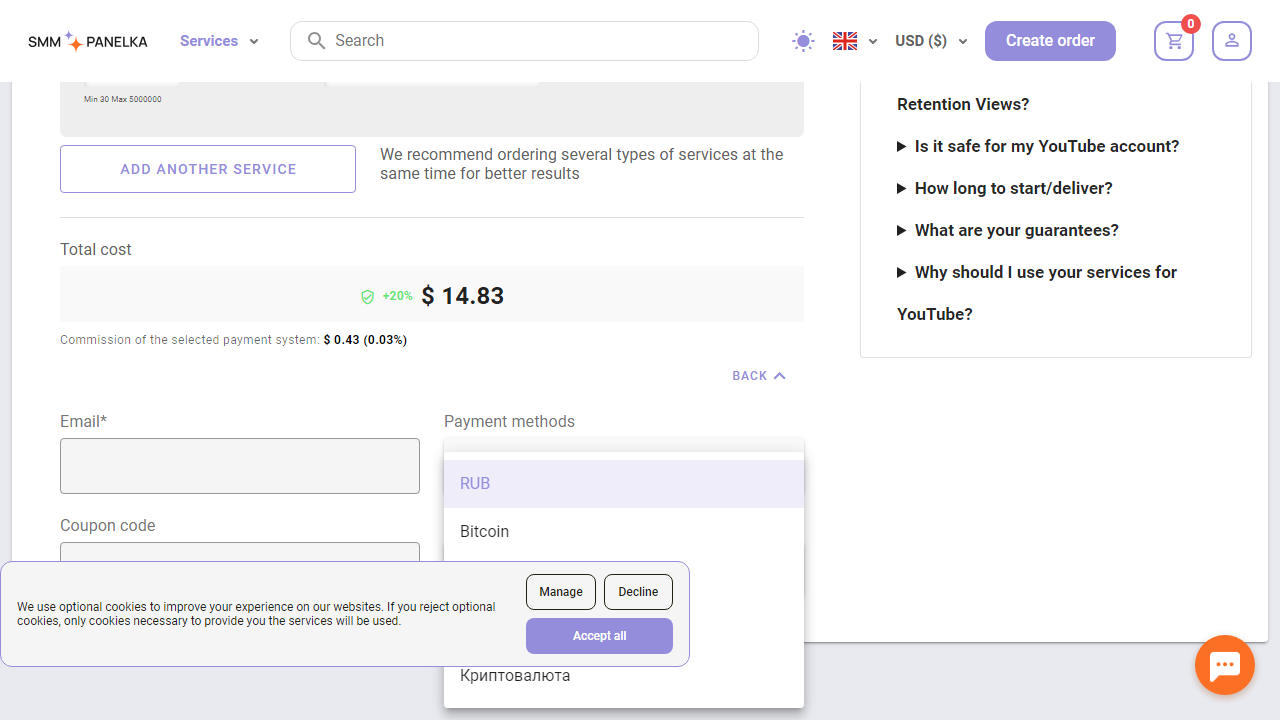 SMM PANELKA
Services
Search
USD ($)
Create order
0
Min 30 Max 5000000
ADD ANOTHER SERVICE
We recommend ordering several types of services at the
same time for better results
Total cost
+20%
$ 14.83
Commission of the selected payment system: $ 0.43 (0.03%)
BACK
Email*
Payment methods
RUB
Bitcoin
Coupon code
We use optional cookies to improve your experience on our websites. If you reject optional
cookies, only cookies necessary to provide you the services will be used.
Manage
Decline
Accept all
Криптовалюта
Retention Views?
Is it safe for my YouTube account?
How long to start/deliver?
What are your guarantees?
Why should I use your services for
YouTube?